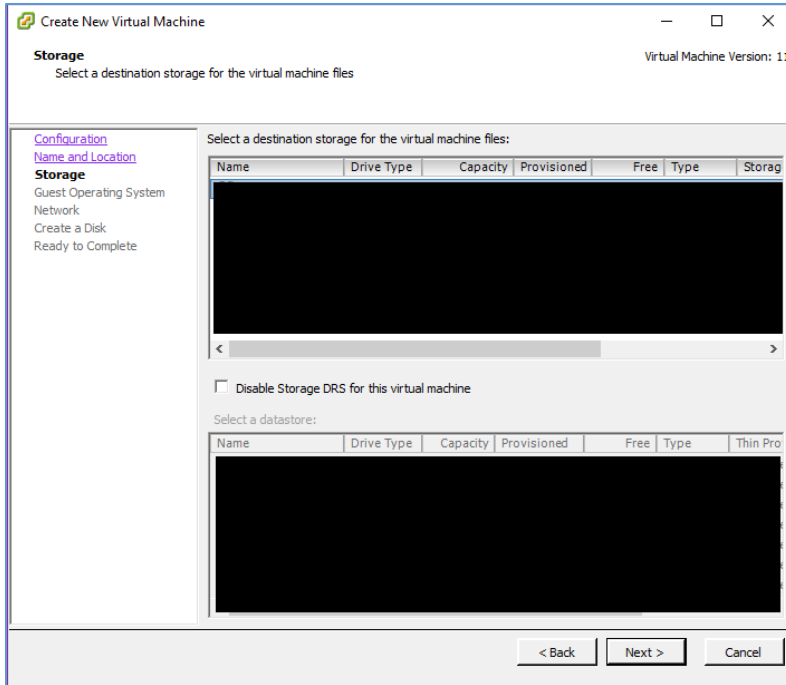 Create New Virtual Machine
Storage
Select a destination storage for the virtual machine files
Virtual Machine Version: 11
Configuration
Name and Location
Storage
Guest Operating System
Network
Create a Disk
Ready to Complete
Select a destination storage for the virtual machine files:
Name Drive Type Capacity Provisioned Free Type Storag
Disable Storage DRS for this virtual machine
Select a datastore:
Name Drive Type Capacity Provisioned Free Type Thin Pro
< Back Next > Cancel